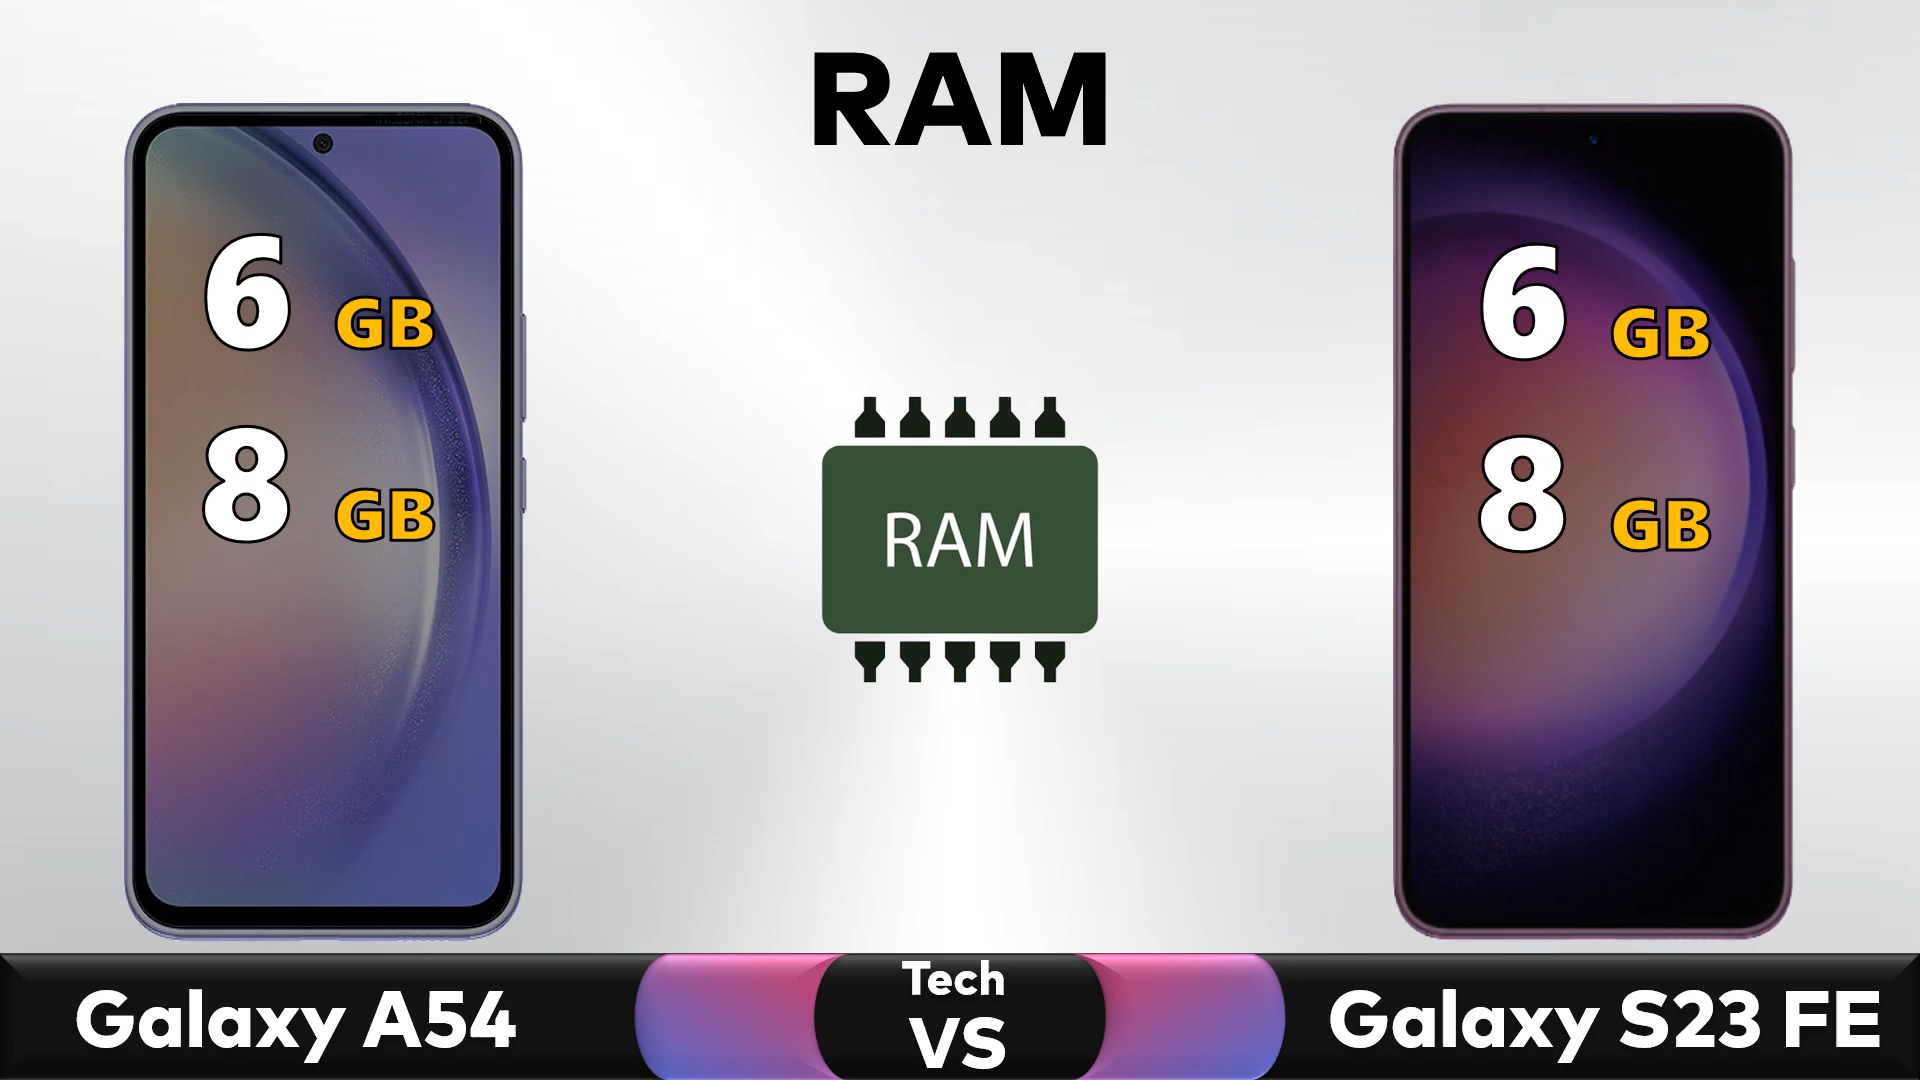 RAM
6 GB
8 GB
RAM
6 GB
8 GB
Galaxy A54
Tech
VS
Galaxy S23 FE